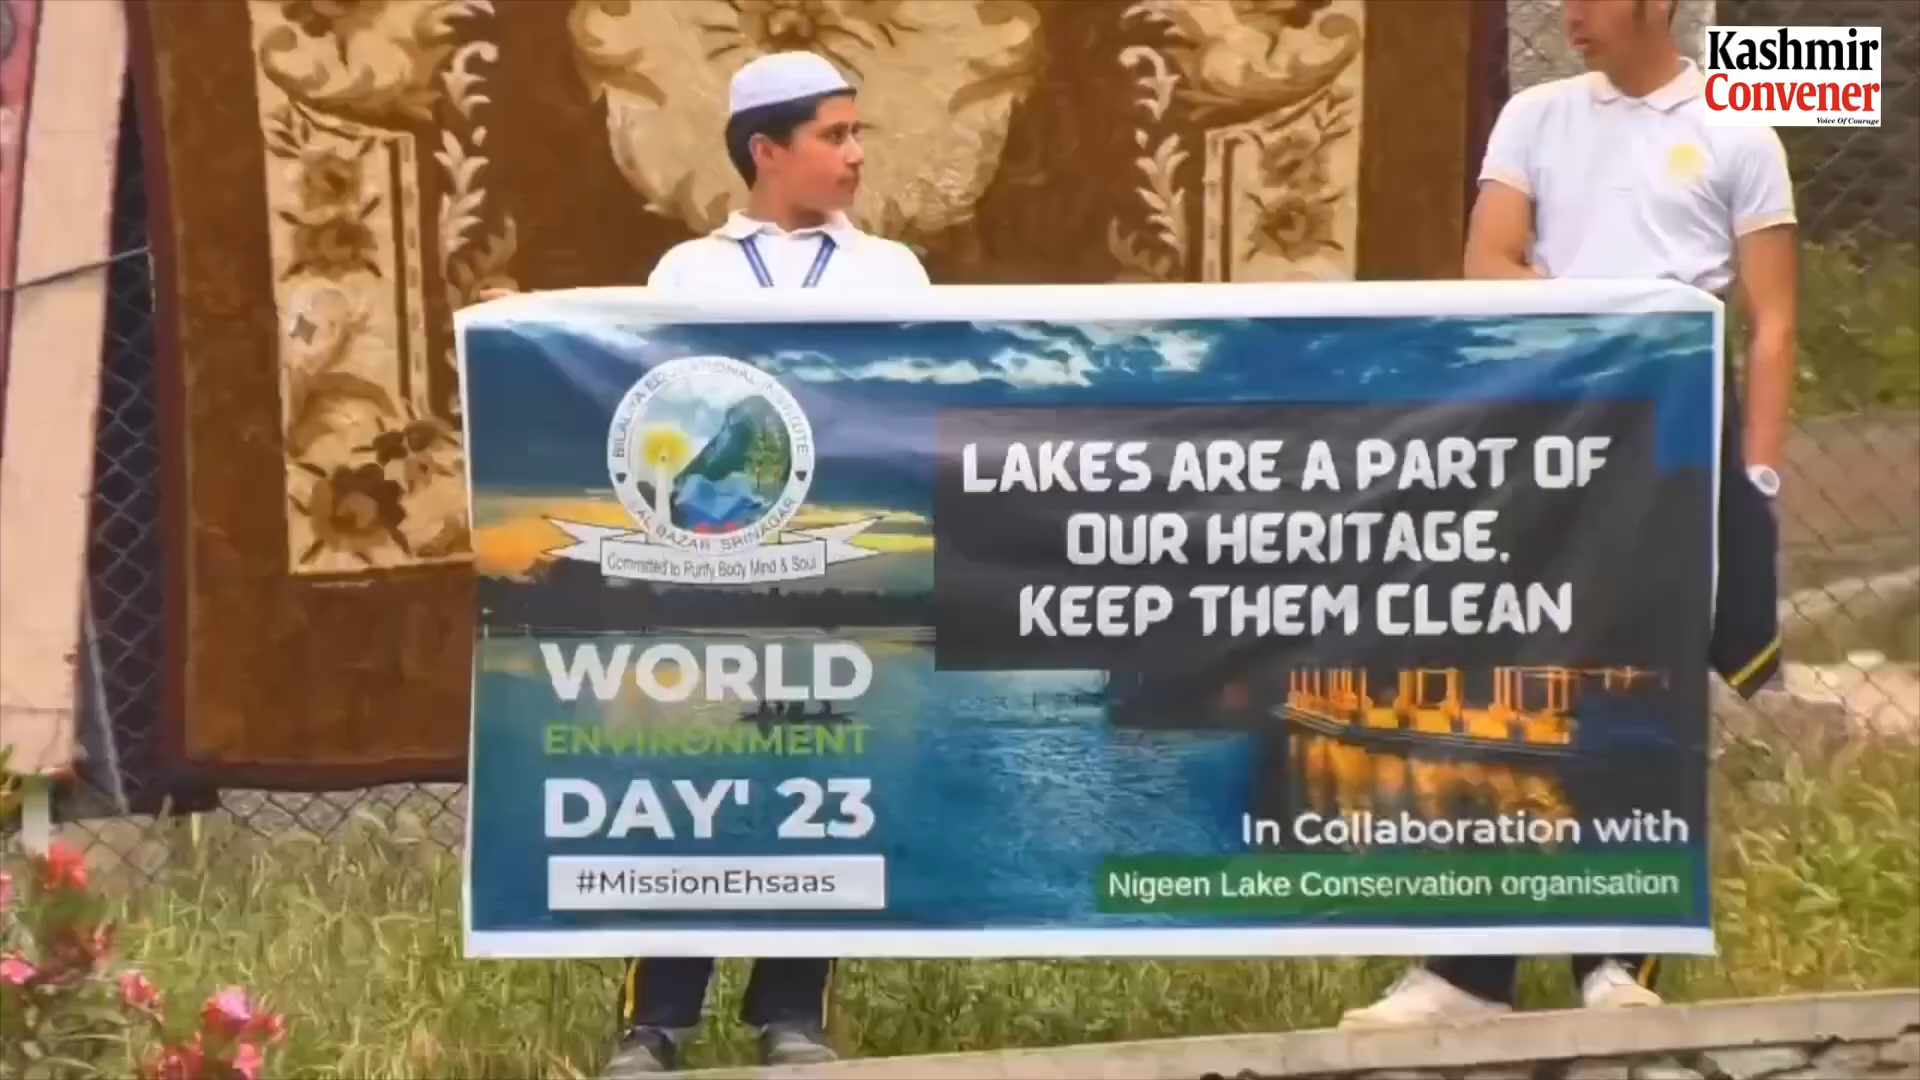 Kashmir
Convener
Voice Of Courage
BILALIYA EDUCATIONAL INSTITUTE
LAL BAZAR SRINAGAR
Committed to Purify Body Mind & Soul
WORLD
ENVIRONMENT
DAY' 23
#MissionEhsaas
LAKES ARE A PART OF
OUR HERITAGE.
KEEP THEM CLEAN
In Collaboration with
Nigeen Lake Conservation organisation